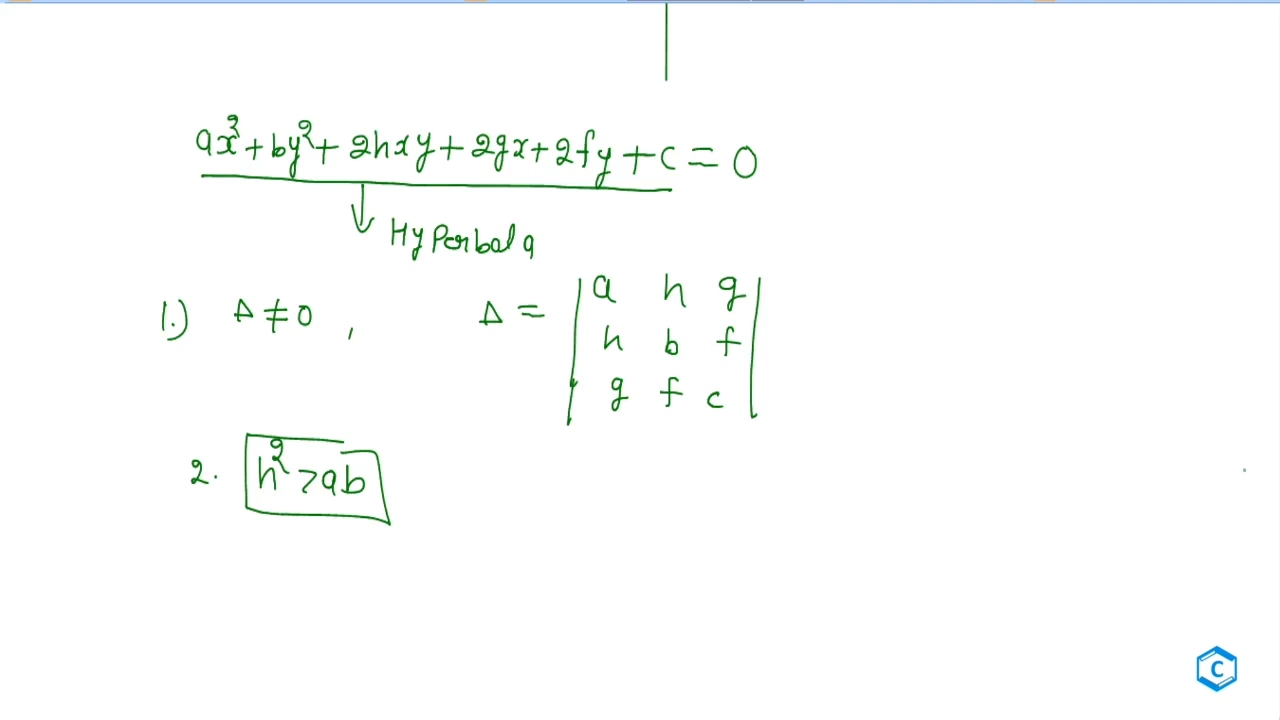 ax² + by² + 2hxy + 2gx + 2fy + c = 0
Hyperbola
1.) Δ ≠ 0 , Δ = | a h g |
| h b f |
| g f c |
2. h² > ab
C